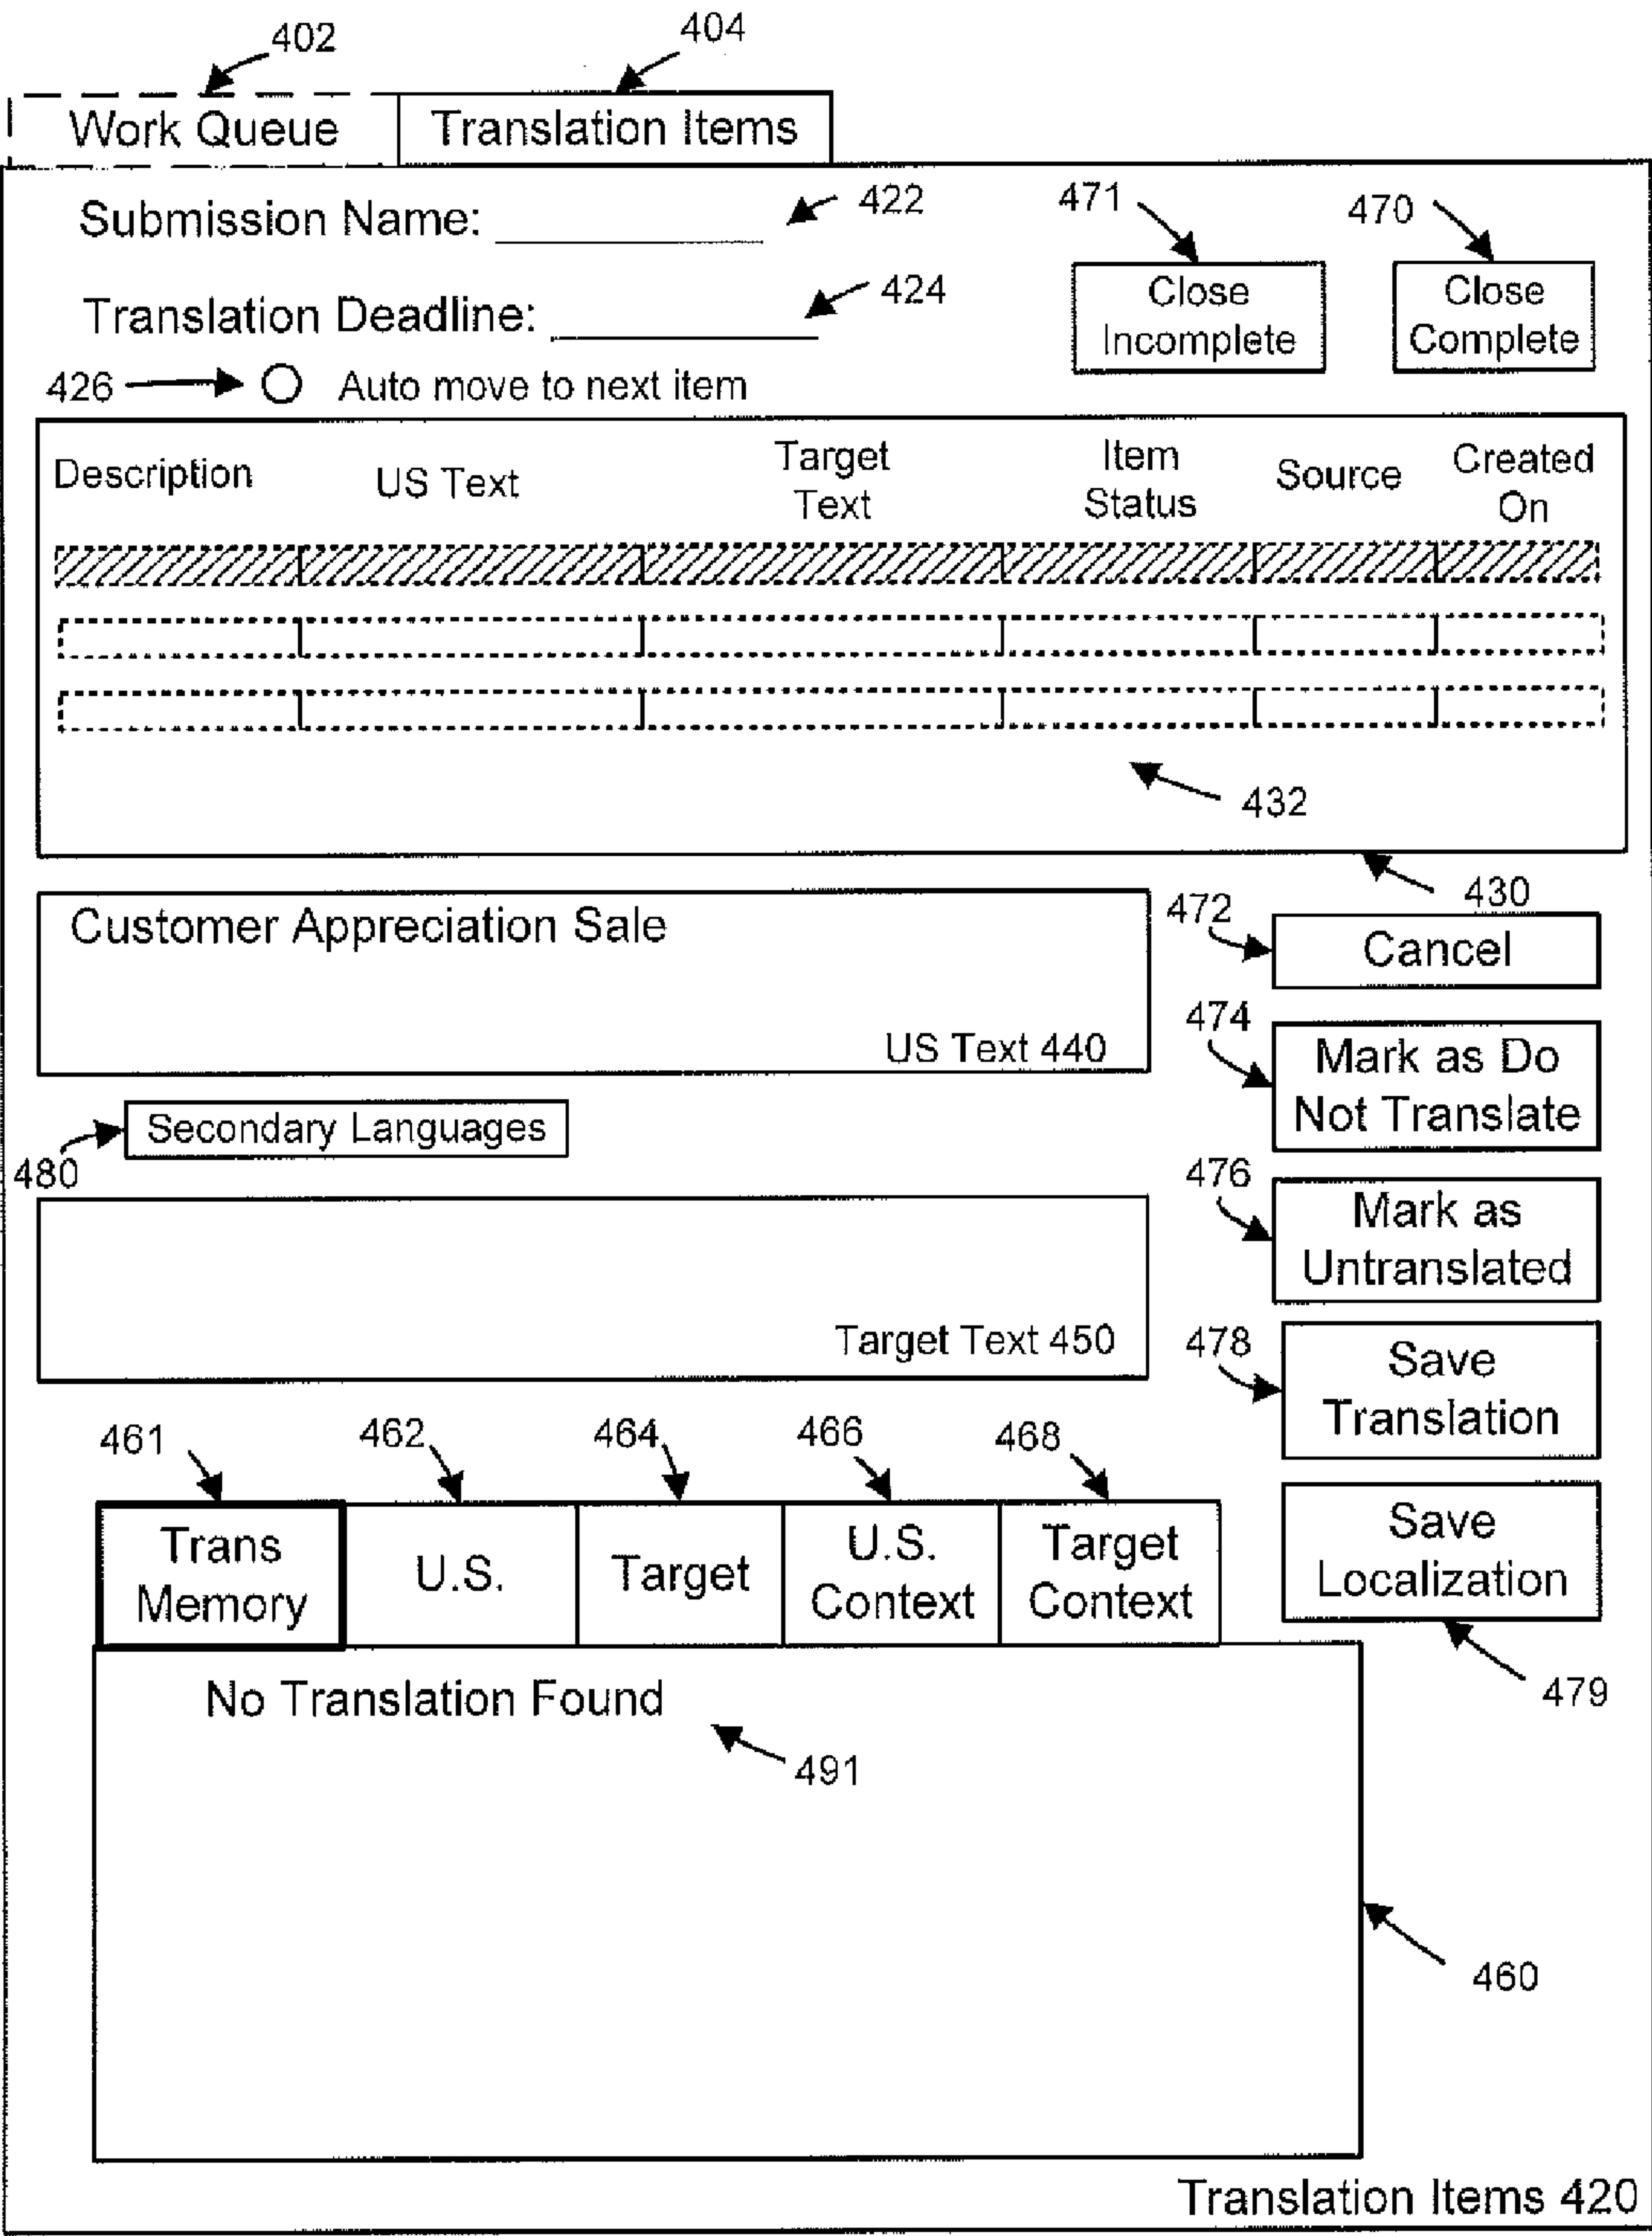 402
404
Work Queue
Translation Items
Submission Name:
422
471
470
Translation Deadline:
424
Close
Incomplete
Close
Complete
426
Auto move to next item
Description
US Text
Target
Text
Item
Status
Source
Created
On
432
430
Customer Appreciation Sale
US Text 440
472
Cancel
474
Mark as Do
Not Translate
Secondary Languages
480
476
Mark as
Untranslated
Target Text 450
478
Save
Translation
461
462
464
466
468
Trans
Memory
U.S.
Target
U.S.
Context
Target
Context
Save
Localization
479
No Translation Found
491
460
Translation Items 420